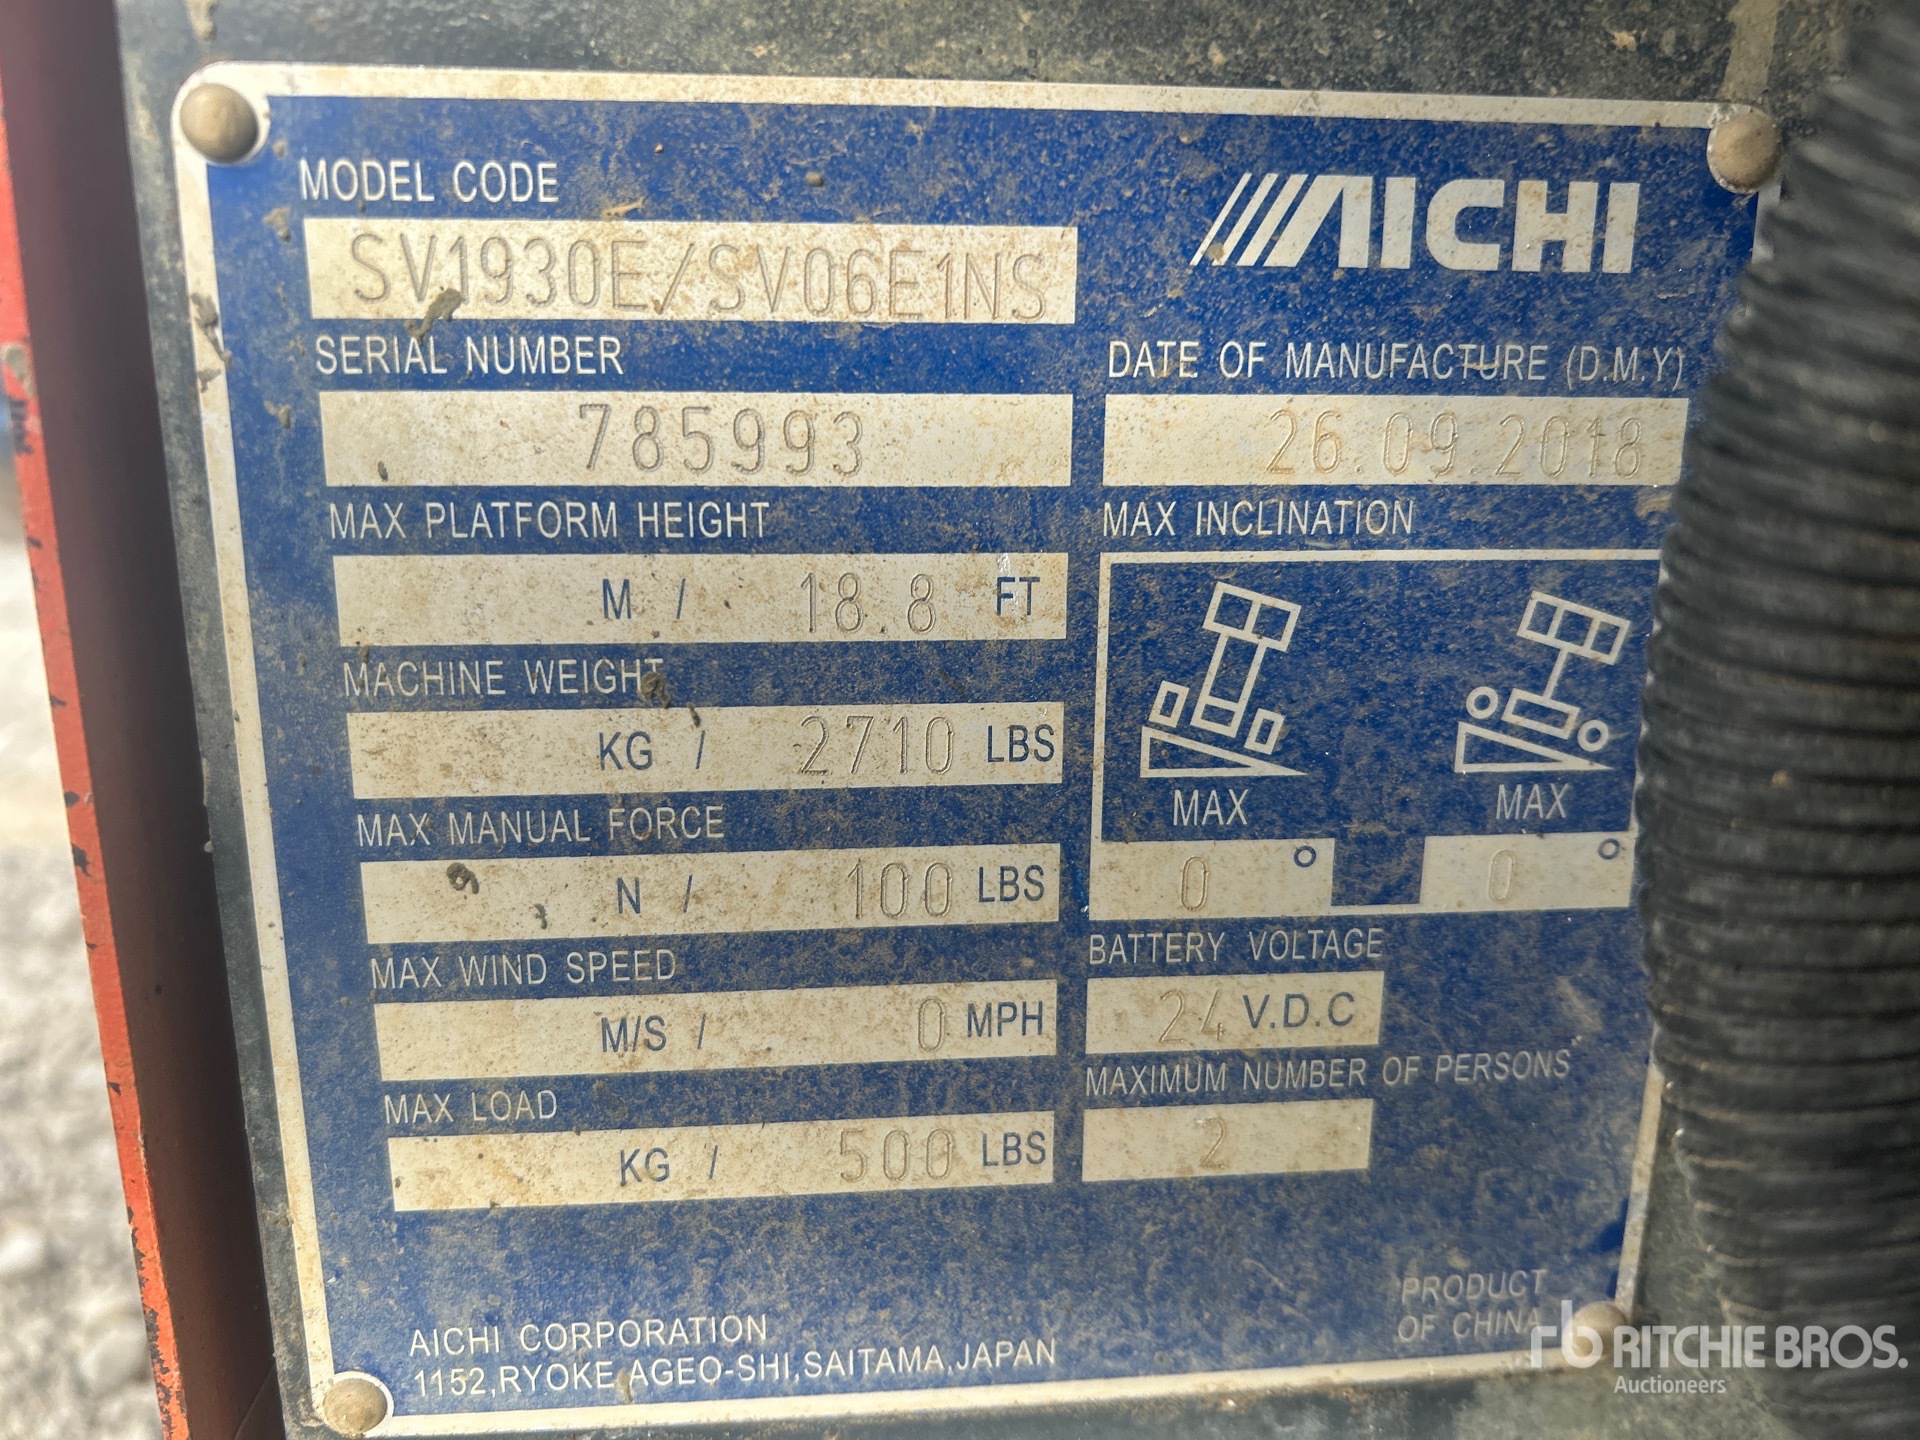 MODEL CODE
SV1930E/SV06E1NS
AICHI
SERIAL NUMBER
785993
DATE OF MANUFACTURE (D.M.Y)
26.09.2018
MAX PLATFORM HEIGHT
M / 18.8 FT
MACHINE WEIGHT
KG / 2710 LBS
MAX MANUAL FORCE
N / 100 LBS
MAX WIND SPEED
M/S / 0 MPH
MAX LOAD
KG / 500 LBS
MAX INCLINATION
MAX MAX
0° 0°
BATTERY VOLTAGE
24 V.D.C
MAXIMUM NUMBER OF PERSONS
2
PRODUCT
OF CHINA
AICHI CORPORATION
1152,RYOKE AGEO-SHI,SAITAMA,JAPAN
rb RITCHIE BROS.
Auctioneers